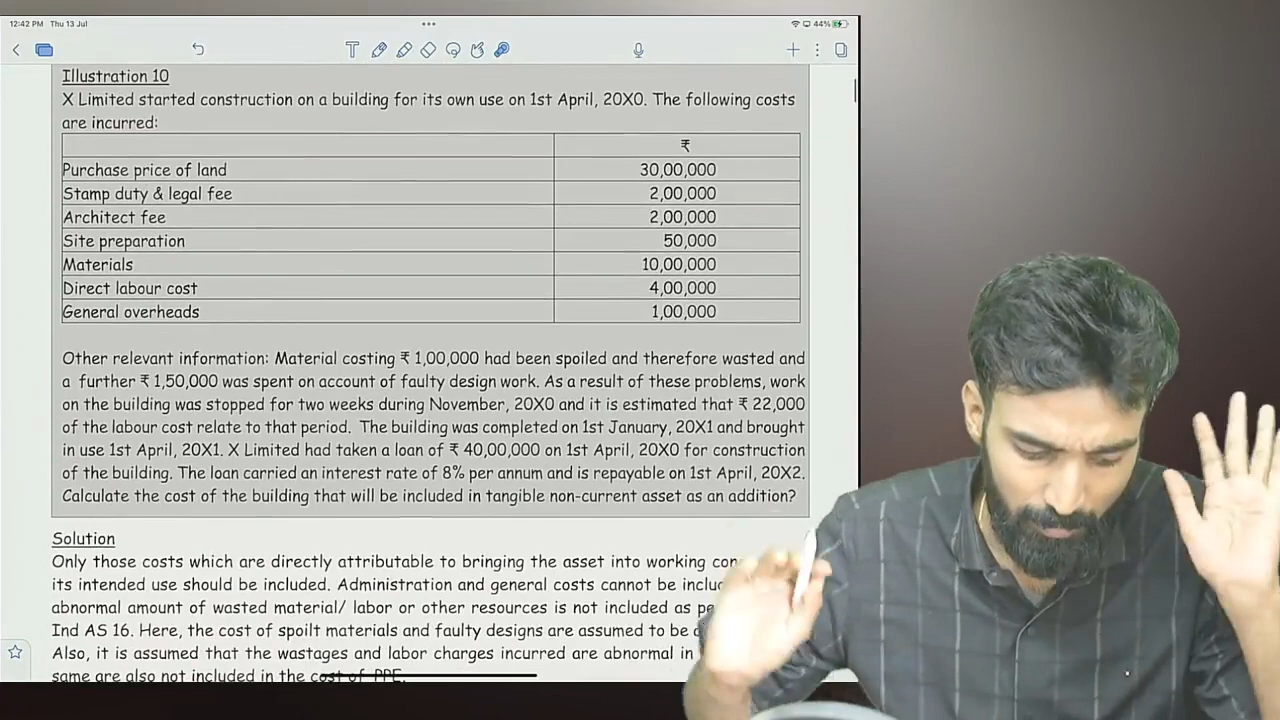 12:42 PM Thu 13 Jul
44%
Illustration 10
X Limited started construction on a building for its own use on 1st April, 20X0. The following costs
are incurred:
₹
Purchase price of land 30,00,000
Stamp duty & legal fee 2,00,000
Architect fee 2,00,000
Site preparation 50,000
Materials 10,00,000
Direct labour cost 4,00,000
General overheads 1,00,000
Other relevant information: Material costing ₹ 1,00,000 had been spoiled and therefore wasted and
a further ₹ 1,50,000 was spent on account of faulty design work. As a result of these problems, work
on the building was stopped for two weeks during November, 20X0 and it is estimated that ₹ 22,000
of the labour cost relate to that period. The building was completed on 1st January, 20X1 and brought
in use 1st April, 20X1. X Limited had taken a loan of ₹ 40,00,000 on 1st April, 20X0 for construction
of the building. The loan carried an interest rate of 8% per annum and is repayable on 1st April, 20X2.
Calculate the cost of the building that will be included in tangible non-current asset as an addition?
Solution
Only those costs which are directly attributable to bringing the asset into working
its intended use should be included. Administration and general costs cannot be
abnormal amount of wasted material/ labor or other resources is not included as
Ind AS 16. Here, the cost of spoilt materials and faulty designs are assumed to be
Also, it is assumed that the wastages and labor charges incurred are abnormal in
same are also not included in the cost of PPE.